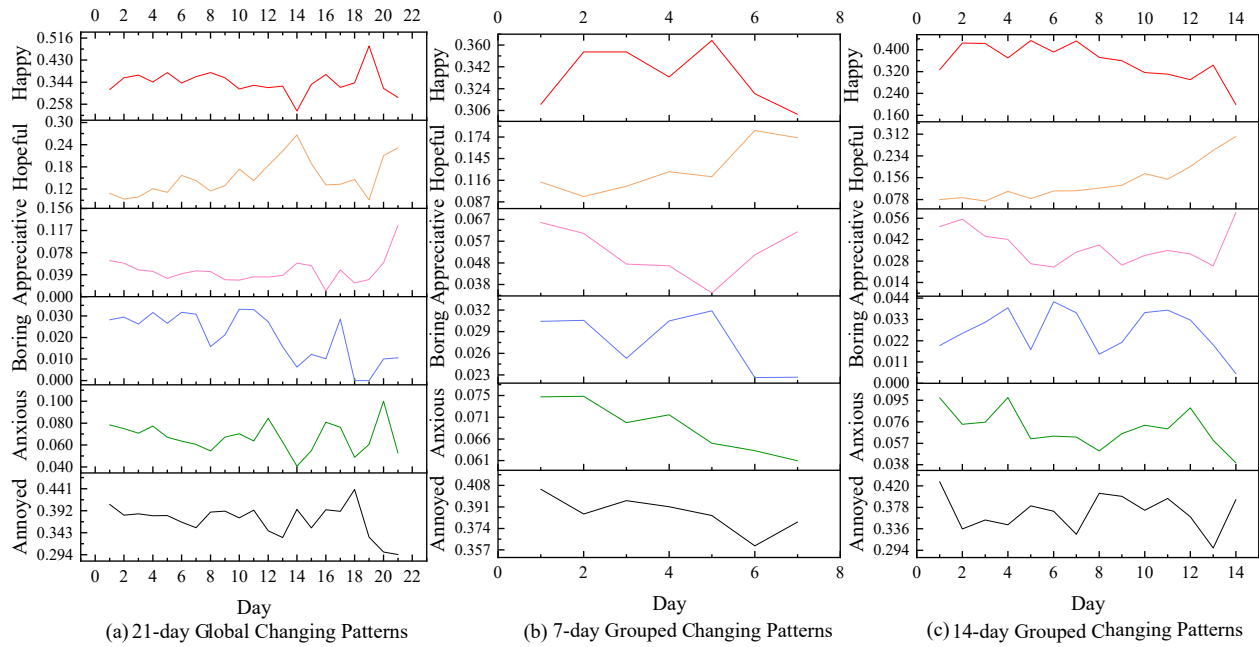 0 2 4 6 8 10 12 14 16 18 20 22
0 2 4 6 8
0 2 4 6 8 10 12 14
Happy
0.516
0.430
0.344
0.258
Hopeful
0.30
0.24
0.18
0.12
Appreciative
0.156
0.117
0.078
0.039
0.000
Boring
0.030
0.020
0.010
0.000
Anxious
0.100
0.080
0.060
0.040
Annoyed
0.441
0.392
0.343
0.294
0 2 4 6 8 10 12 14 16 18 20 22
Day
(a) 21-day Global Changing Patterns
Happy
0.360
0.342
0.324
0.306
Hopeful
0.174
0.145
0.116
0.087
Appreciative
0.067
0.057
0.048
0.038
Boring
0.032
0.029
0.026
0.023
Anxious
0.075
0.071
0.066
0.061
Annoyed
0.408
0.391
0.374
0.357
0 2 4 6 8
Day
(b) 7-day Grouped Changing Patterns
Happy
0.400
0.320
0.240
0.160
Hopeful
0.312
0.234
0.156
0.078
Appreciative
0.056
0.042
0.028
0.014
Boring
0.044
0.033
0.022
0.011
0.000
Anxious
0.095
0.076
0.057
0.038
Annoyed
0.420
0.378
0.336
0.294
0 2 4 6 8 10 12 14
Day
(c) 14-day Grouped Changing Patterns